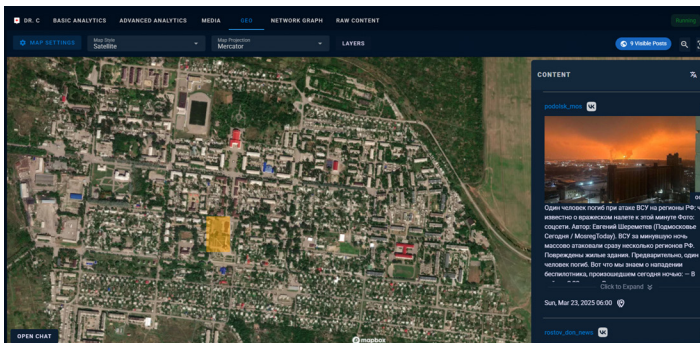 DR. C
BASIC ANALYTICS
ADVANCED ANALYTICS
MEDIA
GEO
NETWORK GRAPH
RAW CONTENT
Running
MAP SETTINGS
Map Style
Satellite
Map Projection
Mercator
LAYERS
9 Visible Posts
CONTENT
podolsk_mos
Один человек погиб при атаке ВСУ на регионы РФ: ч
известно о вражеском налете к этой минуте Фото:
соцсети. Автор: Евгений Шереметев (Подмосковье
Сегодня / MosregToday). ВСУ за минувшую ночь
массово атаковали сразу несколько регионов РФ.
Повреждены жилые здания. Предварительно, один
человек погиб. Вот что мы знаем о нападении
беспилотника, произошедшем сегодня ночью: — В
Click to Expand
Sun, Mar 23, 2025 06:00
rostov_don_news
OPEN CHAT
mapbox